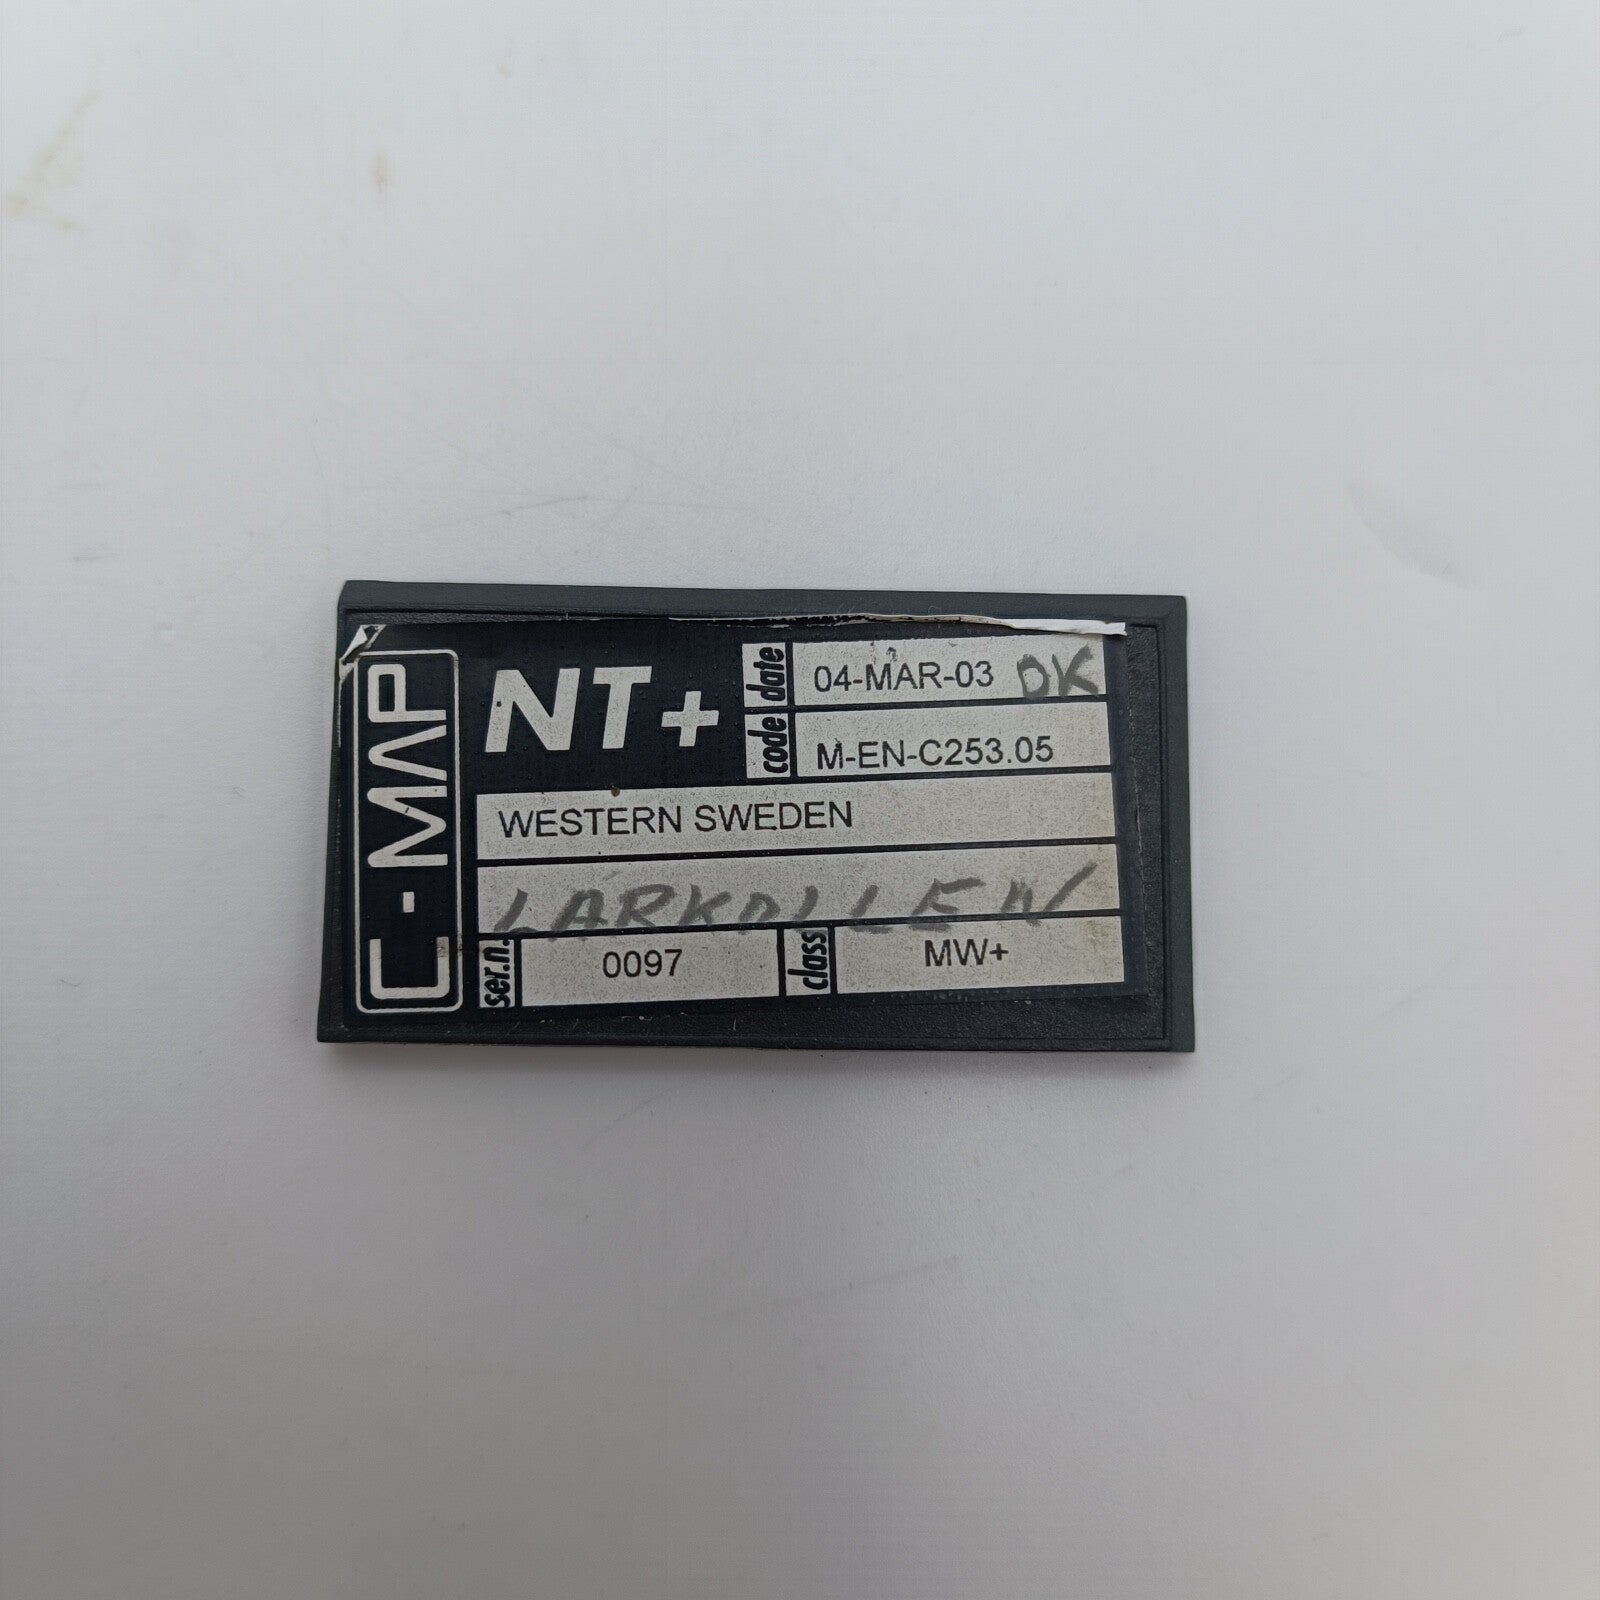 C-MAP
NT+
date 04-MAR-03 OK
code M-EN-C253.05
WESTERN SWEDEN
LARKOLLEN
ser.n. 0097 class MW+